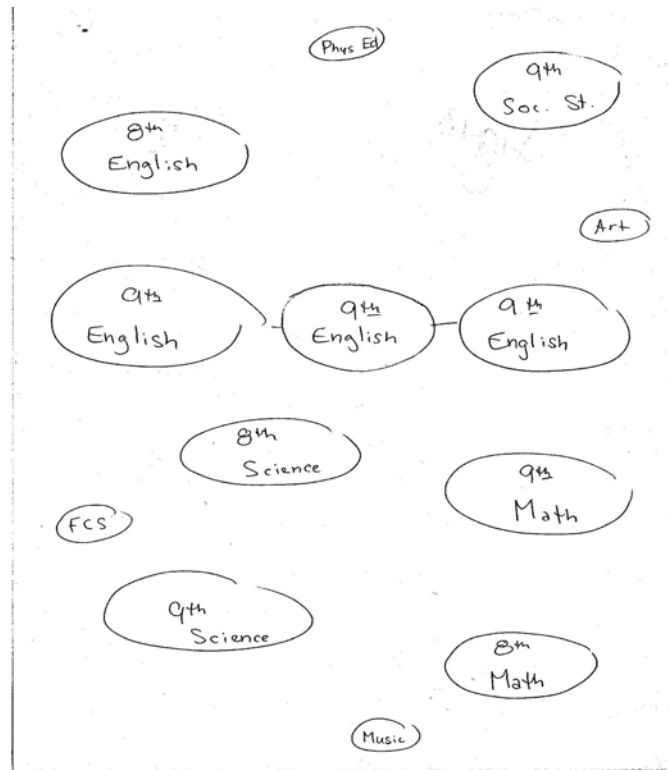 Phys Ed
9th
Soc. St.
8th
English
Art
9th
English
9th
English
9th
English
8th
Science
9th
Math
FCS
9th
Science
8th
Math
Music